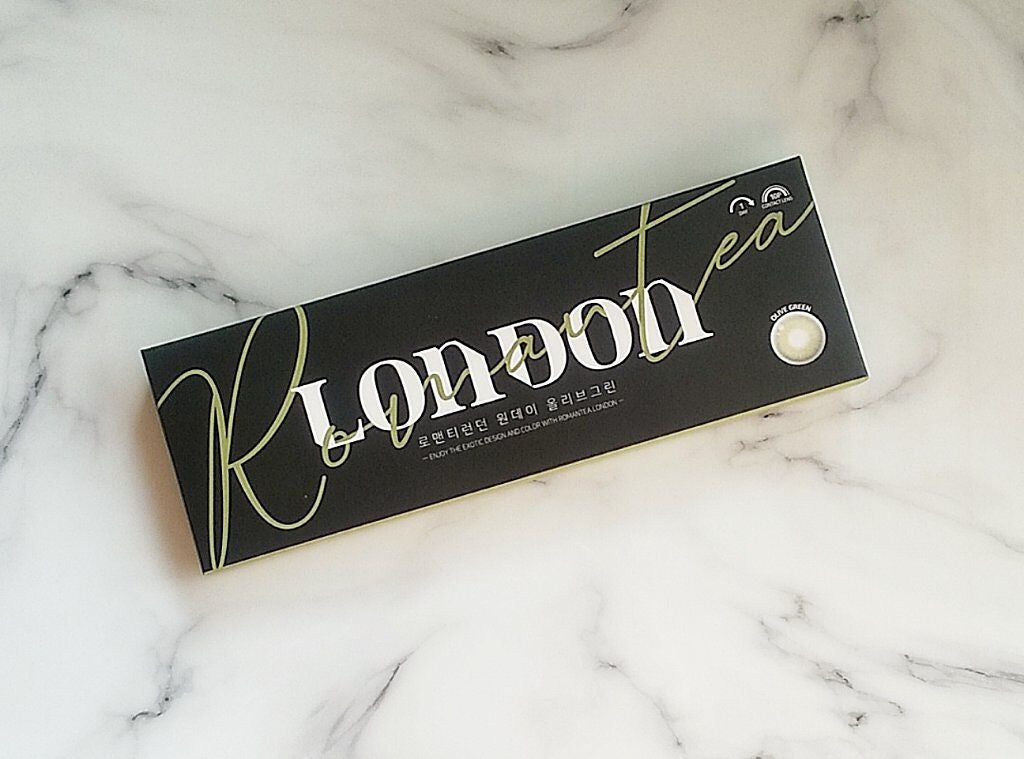 RomanTea
LONDON
1
DAY
10P
CONTACT LENS
로맨티런던 원데이 올리브그린
– ENJOY THE EXOTIC DESIGN AND COLOR WITH ROMANTEA LONDON –
OLIVE GREEN